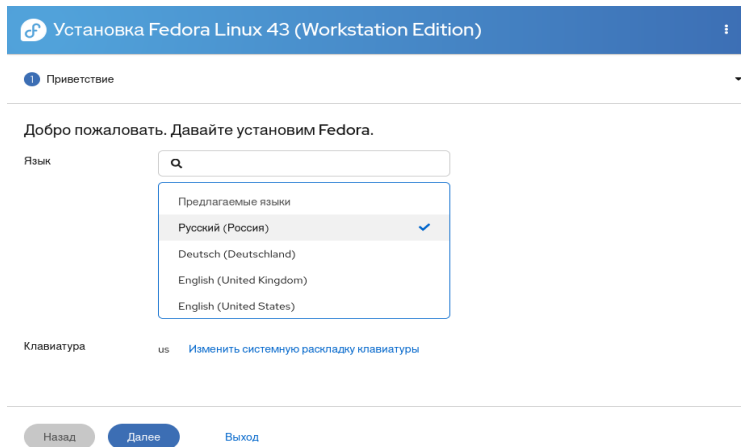 Установка Fedora Linux 43 (Workstation Edition)
1 Приветствие
Добро пожаловать. Давайте установим Fedora.
Язык
Предлагаемые языки
Русский (Россия)
Deutsch (Deutschland)
English (United Kingdom)
English (United States)
Клавиатура us Изменить системную раскладку клавиатуры
Назад Далее Выход